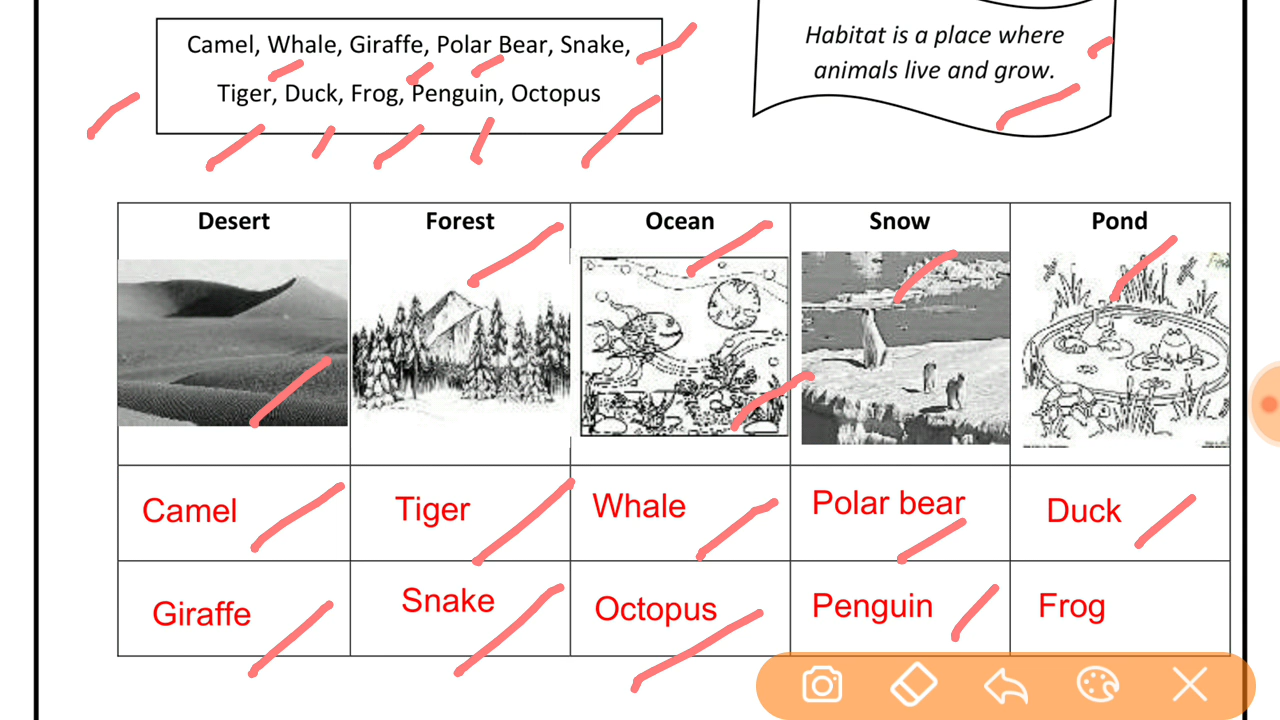 Camel, Whale, Giraffe, Polar Bear, Snake,
Tiger, Duck, Frog, Penguin, Octopus
Habitat is a place where
animals live and grow.
Desert Forest Ocean Snow Pond
Camel Tiger Whale Polar bear Duck
Giraffe Snake Octopus Penguin Frog